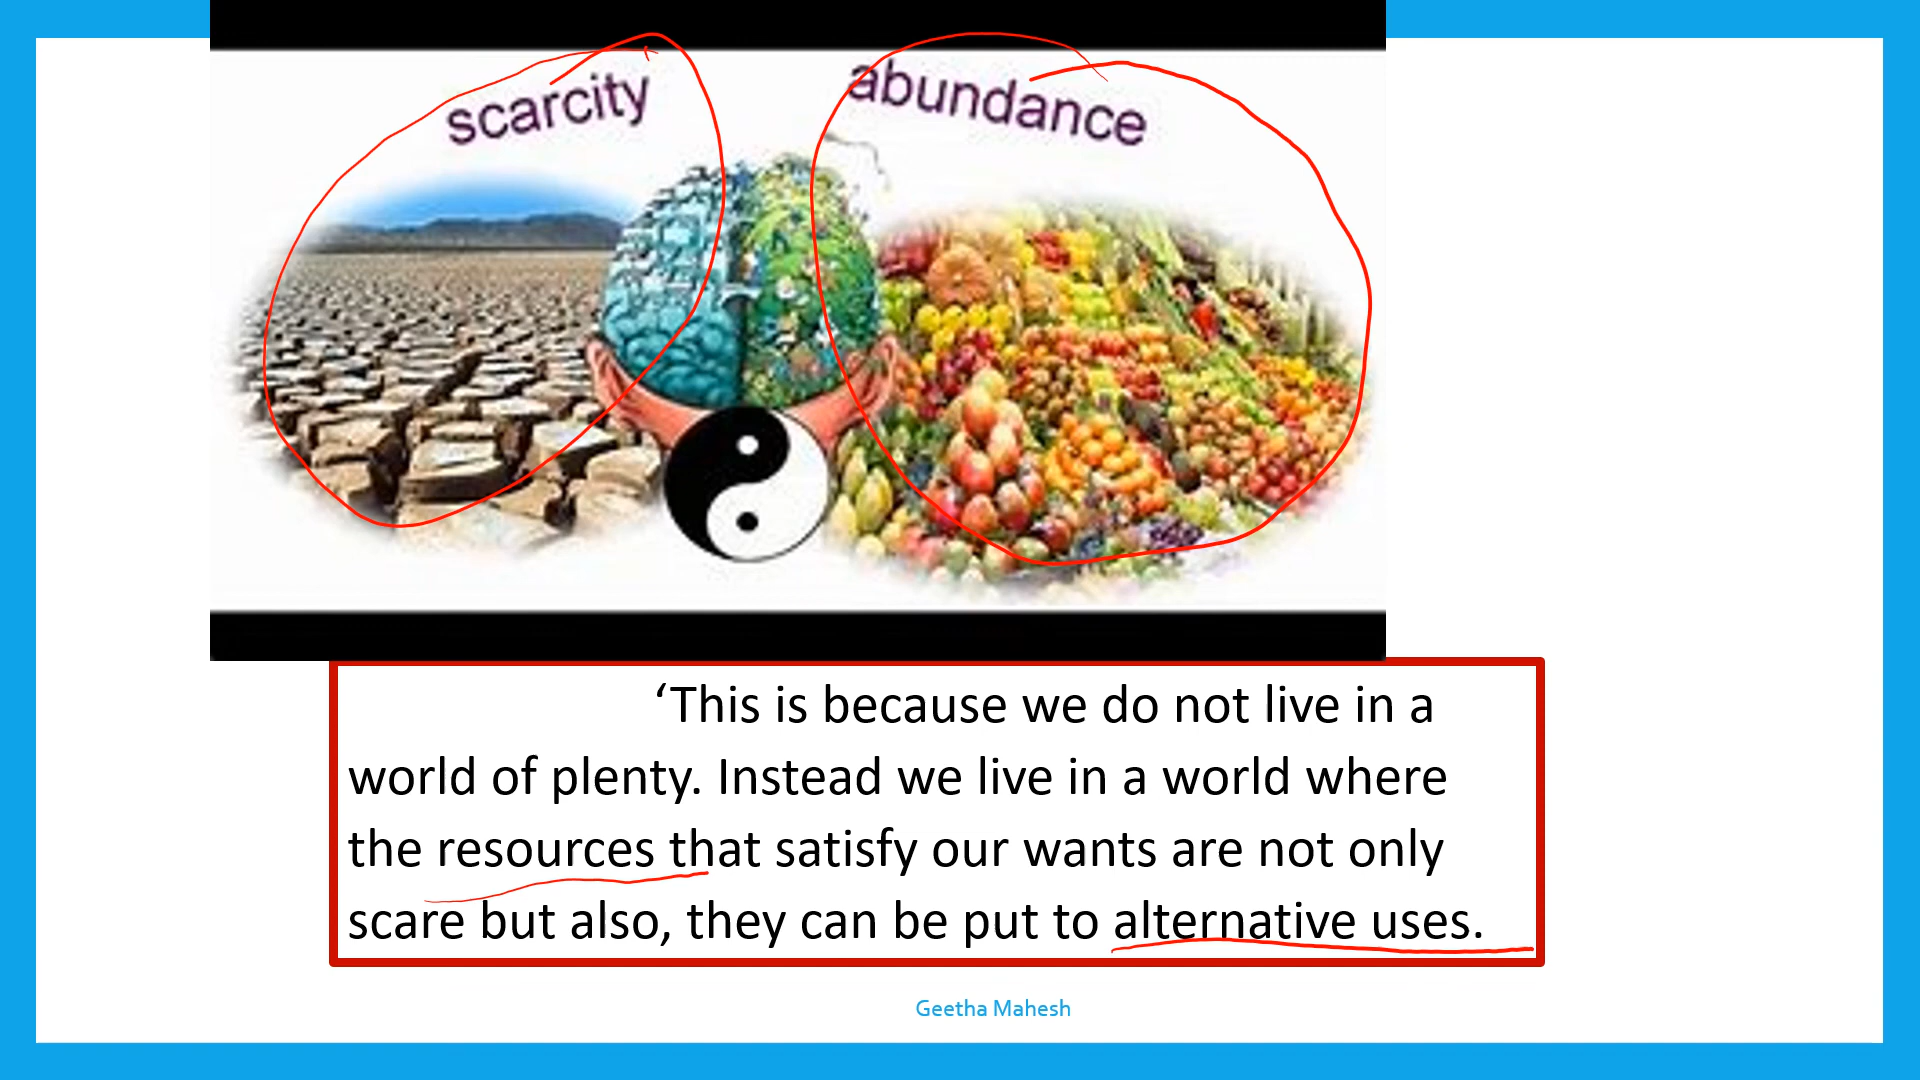 scarcity
abundance
‘This is because we do not live in a
world of plenty. Instead we live in a world where
the resources that satisfy our wants are not only
scare but also, they can be put to alternative uses.
Geetha Mahesh